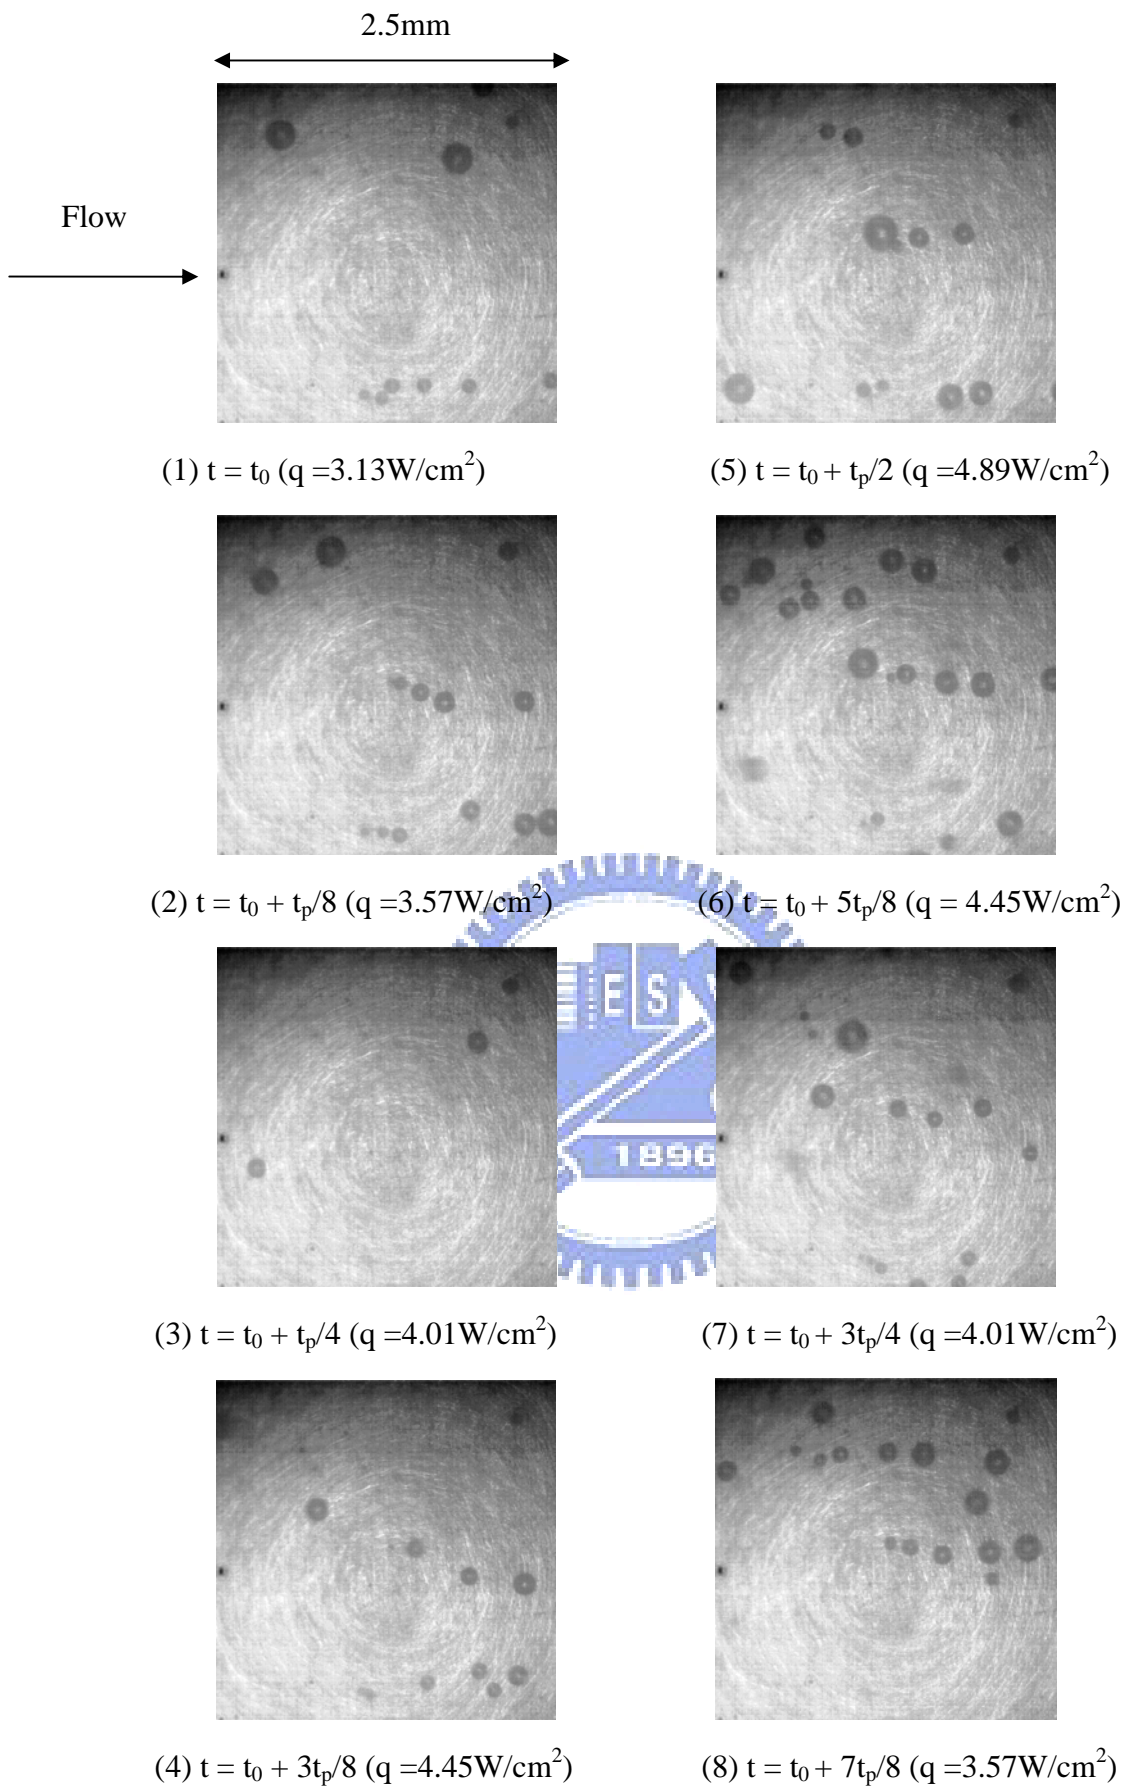 2.5mm
Flow
(1) t = t₀ (q =3.13W/cm²)
(5) t = t₀ + tₚ/2 (q =4.89W/cm²)
(2) t = t₀ + tₚ/8 (q =3.57W/cm²)
(6) t = t₀ + 5tₚ/8 (q = 4.45W/cm²)
E S
1896
(3) t = t₀ + tₚ/4 (q =4.01W/cm²)
(7) t = t₀ + 3tₚ/4 (q =4.01W/cm²)
(4) t = t₀ + 3tₚ/8 (q =4.45W/cm²)
(8) t = t₀ + 7tₚ/8 (q =3.57W/cm²)